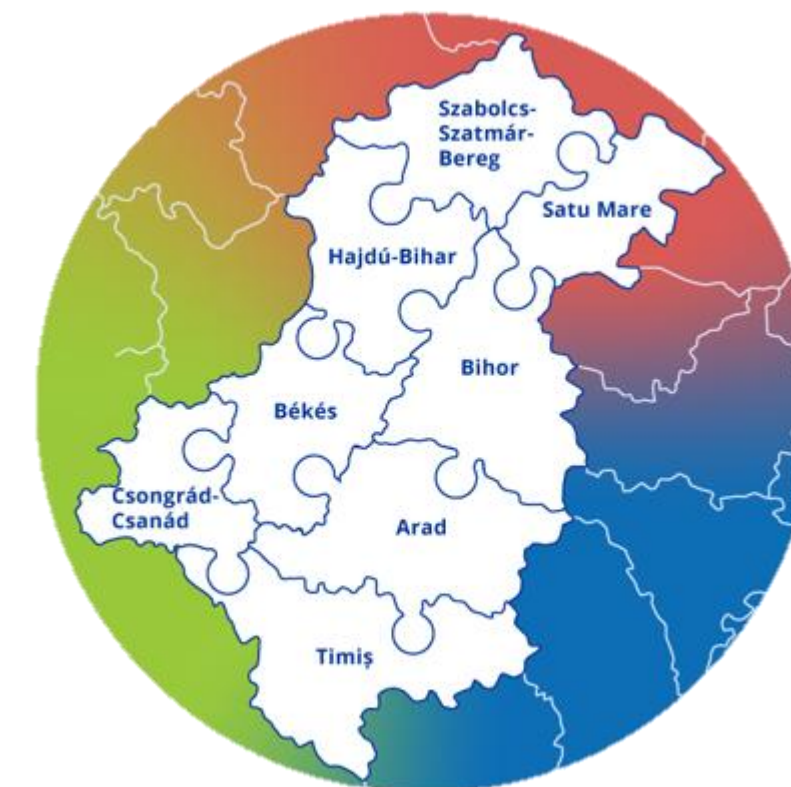 Szabolcs-
Szatmár-
Bereg
Satu Mare
Hajdú-Bihar
Bihor
Békés
Csongrád-
Csanád
Arad
Timiș